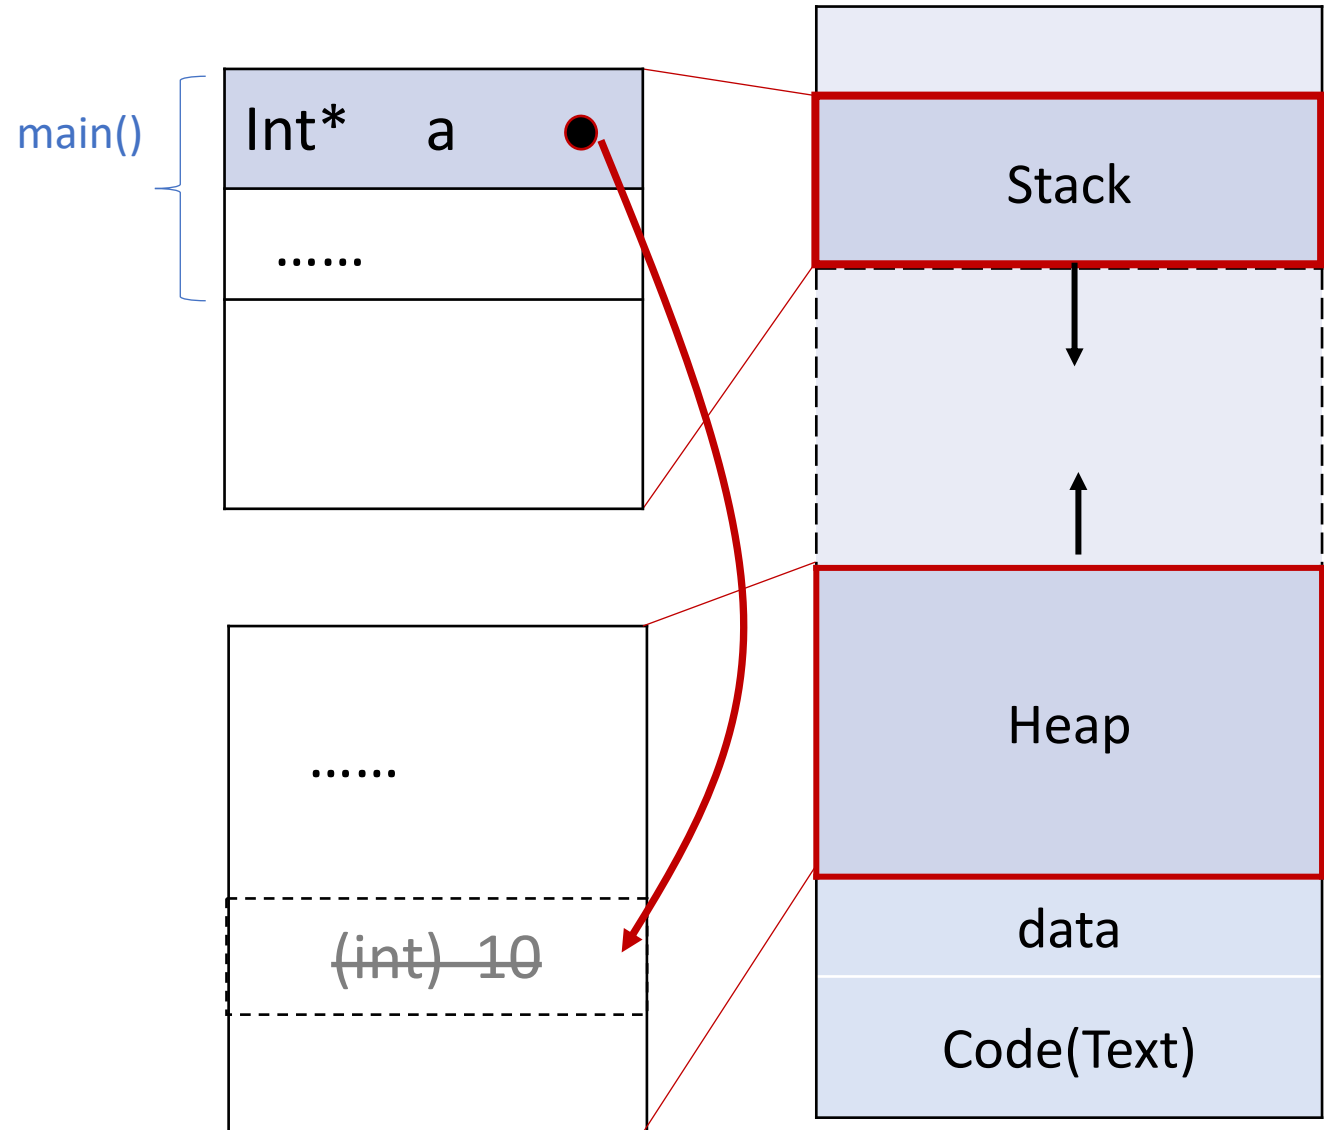 main()
Int* a
......
Stack
......
(int) 10
Heap
data
Code(Text)